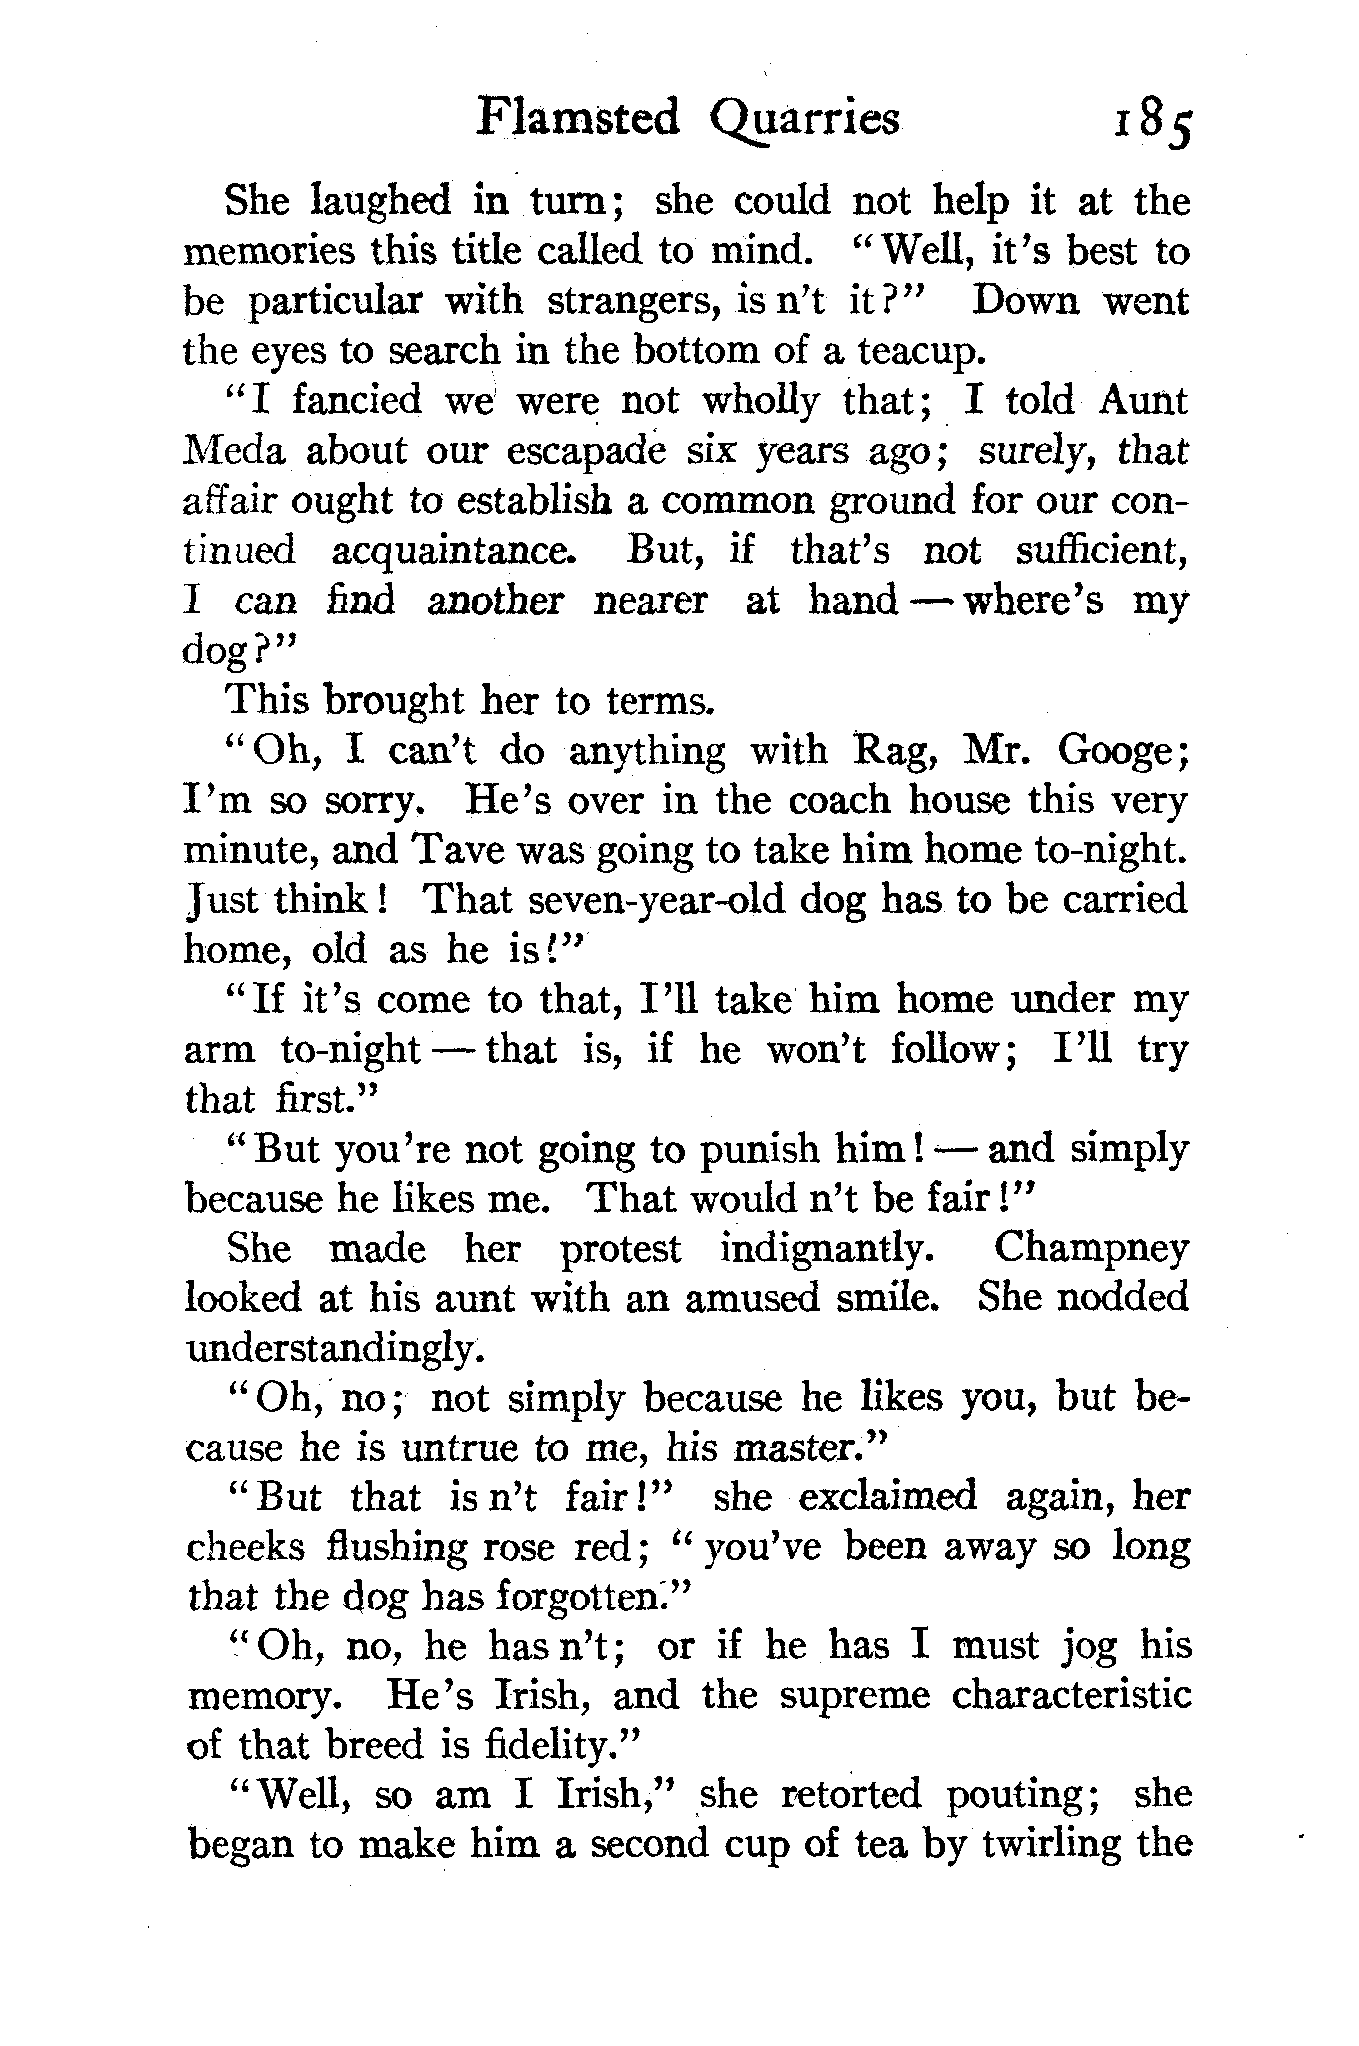 Flamsted Quarries 185
She laughed in turn; she could not help it at the
memories this title called to mind. "Well, it's best to
be particular with strangers, is n't it?" Down went
the eyes to search in the bottom of a teacup.
"I fancied we were not wholly that; I told Aunt
Meda about our escapade six years ago; surely, that
affair ought to establish a common ground for our con-
tinued acquaintance. But, if that's not sufficient,
I can find another nearer at hand — where's my
dog?"
This brought her to terms.
"Oh, I can't do anything with Rag, Mr. Googe;
I'm so sorry. He's over in the coach house this very
minute, and Tave was going to take him home to-night.
Just think! That seven-year-old dog has to be carried
home, old as he is!"
"If it's come to that, I'll take him home under my
arm to-night — that is, if he won't follow; I'll try
that first."
"But you're not going to punish him! — and simply
because he likes me. That would n't be fair!"
She made her protest indignantly. Champney
looked at his aunt with an amused smile. She nodded
understandingly.
"Oh, no; not simply because he likes you, but be-
cause he is untrue to me, his master."
"But that is n't fair!" she exclaimed again, her
cheeks flushing rose red; "you've been away so long
that the dog has forgotten."
"Oh, no, he has n't; or if he has I must jog his
memory. He's Irish, and the supreme characteristic
of that breed is fidelity."
"Well, so am I Irish," she retorted pouting; she
began to make him a second cup of tea by twirling the